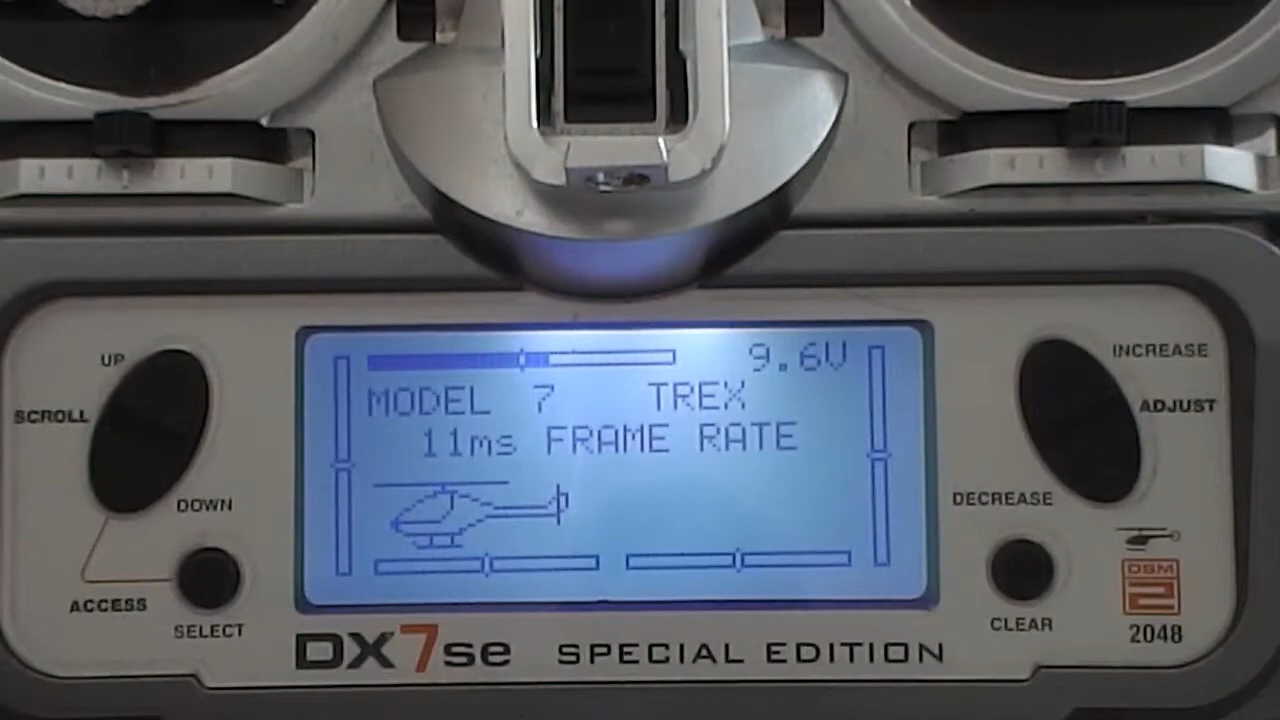 UP
SCROLL
DOWN
ACCESS
SELECT
9.6V
MODEL 7 TREX
11ms FRAME RATE
INCREASE
ADJUST
DECREASE
CLEAR
DSM
2
2048
DX7se SPECIAL EDITION